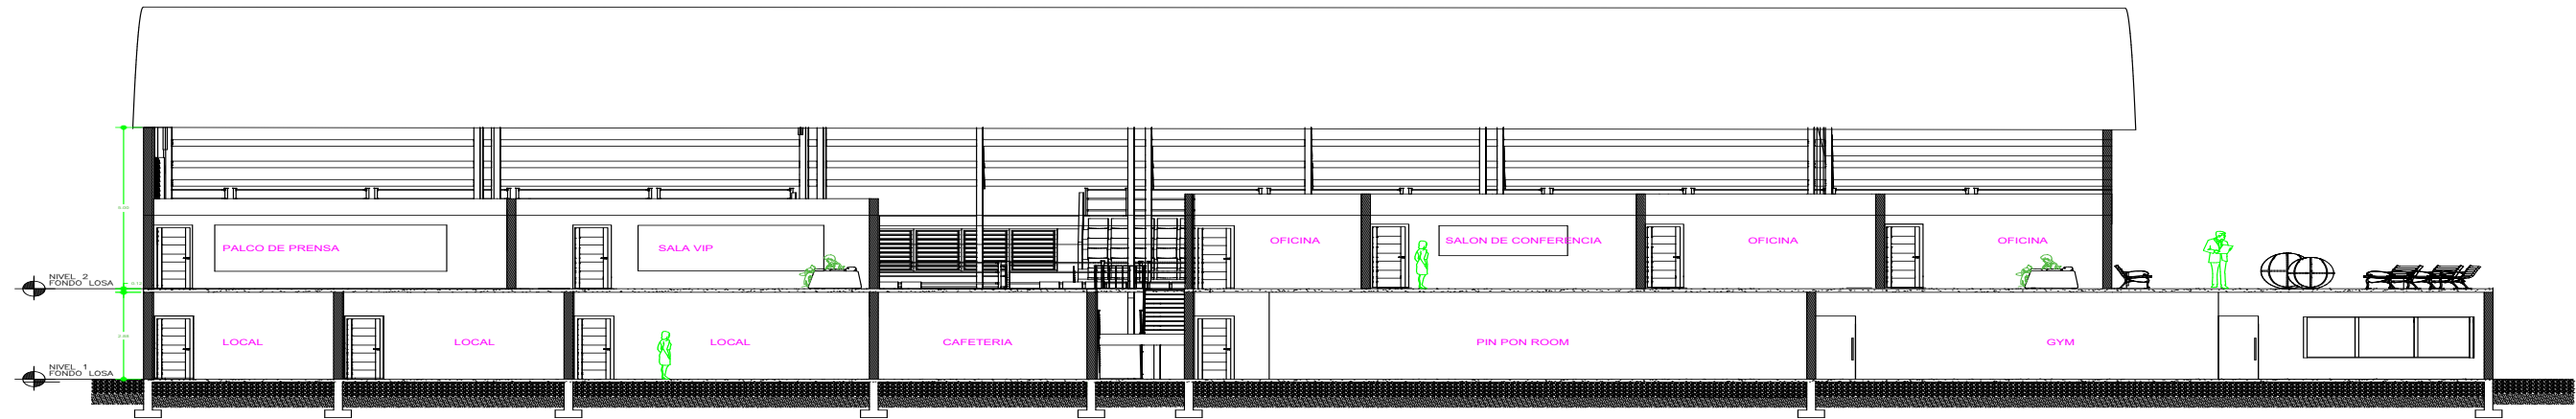 PALCO DE PRENSA
SALA VIP
OFICINA
SALON DE CONFERENCIA
OFICINA
OFICINA
NIVEL 2
FONDO LOSA
LOCAL
LOCAL
LOCAL
CAFETERIA
PIN PON ROOM
GYM
NIVEL 1
FONDO LOSA